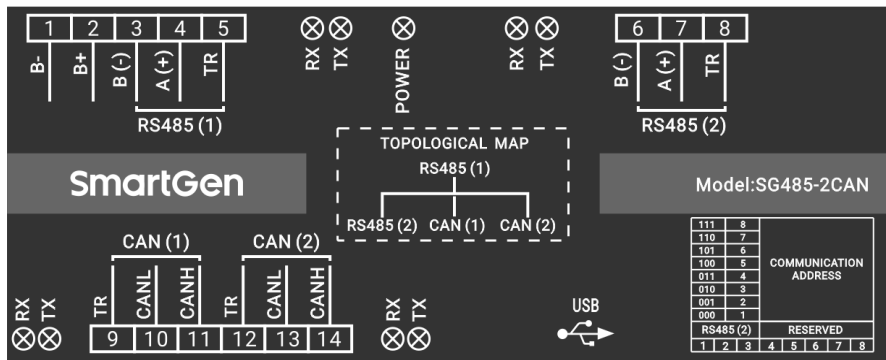 1 2 3 4 5
B- B+ B (-) A (+) TR
RS485 (1)
RX TX
POWER
RX TX
6 7 8
B (-) A (+) TR
RS485 (2)
TOPOLOGICAL MAP
RS485 (1)
RS485 (2) CAN (1) CAN (2)
SmartGen
Model:SG485-2CAN
CAN (1) CAN (2)
TR CANL CANH TR CANL CANH
9 10 11 12 13 14
RX TX
RX TX
USB
111 8
110 7
101 6
100 5
011 4
010 3
001 2
000 1
COMMUNICATION
ADDRESS
RS485 (2) RESERVED
1 2 3 4 5 6 7 8